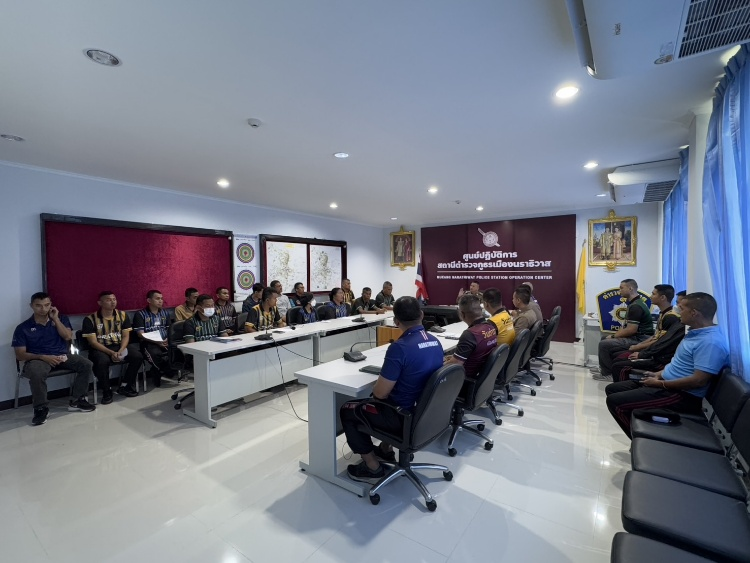 ศูนย์ปฏิบัติการ
สถานีตำรวจภูธรเมืองนราธิวาส
MUEANG NARATHIWAT POLICE STATION OPERATION CENTER